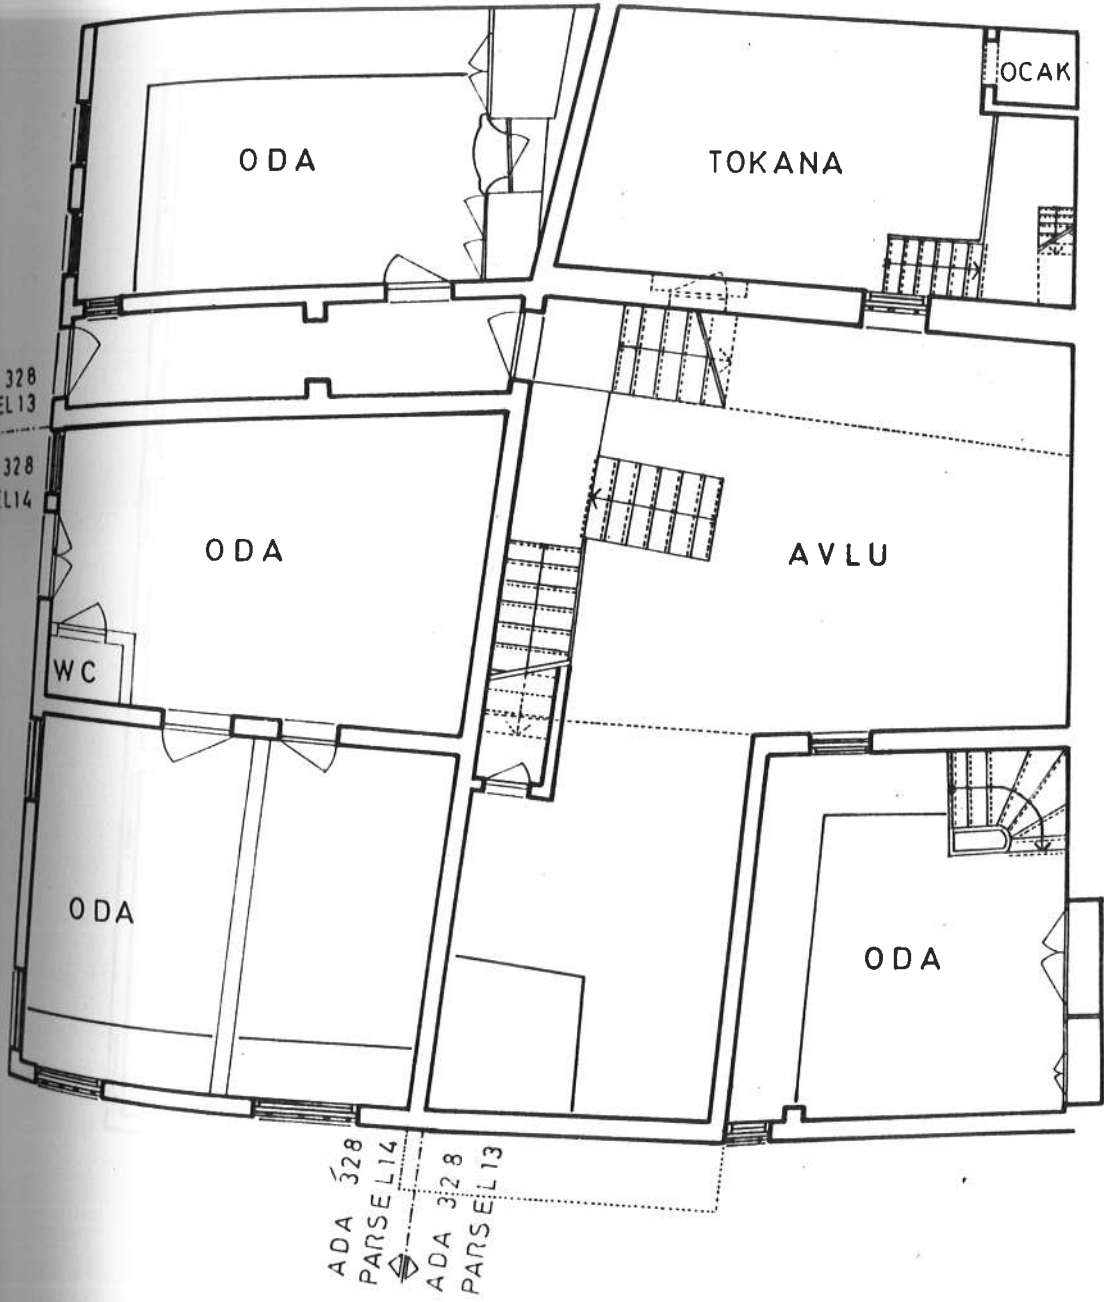 OCAK
ODA
TOKANA
328
EL13
328
EL14
ODA
AVLU
WC
ODA
ODA
ADA 328
PARSEL14
ADA 328
PARSEL13